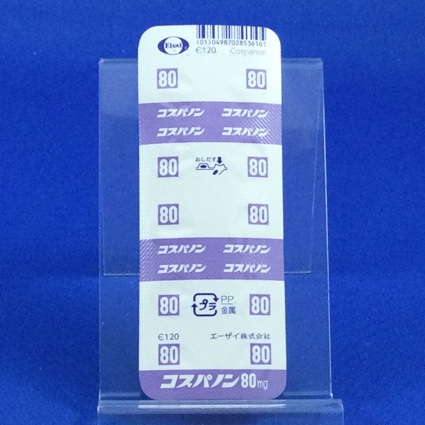 Eisai
(01)04987028536161
€120 Cospanon
80 80
コスパノン コスパノン
コスパノン コスパノン
おしだす
80 80
80 80
コスパノン コスパノン
コスパノン コスパノン
80 プラ PP 80
金属
€120 エーザイ株式会社
80 80
コスパノン80mg